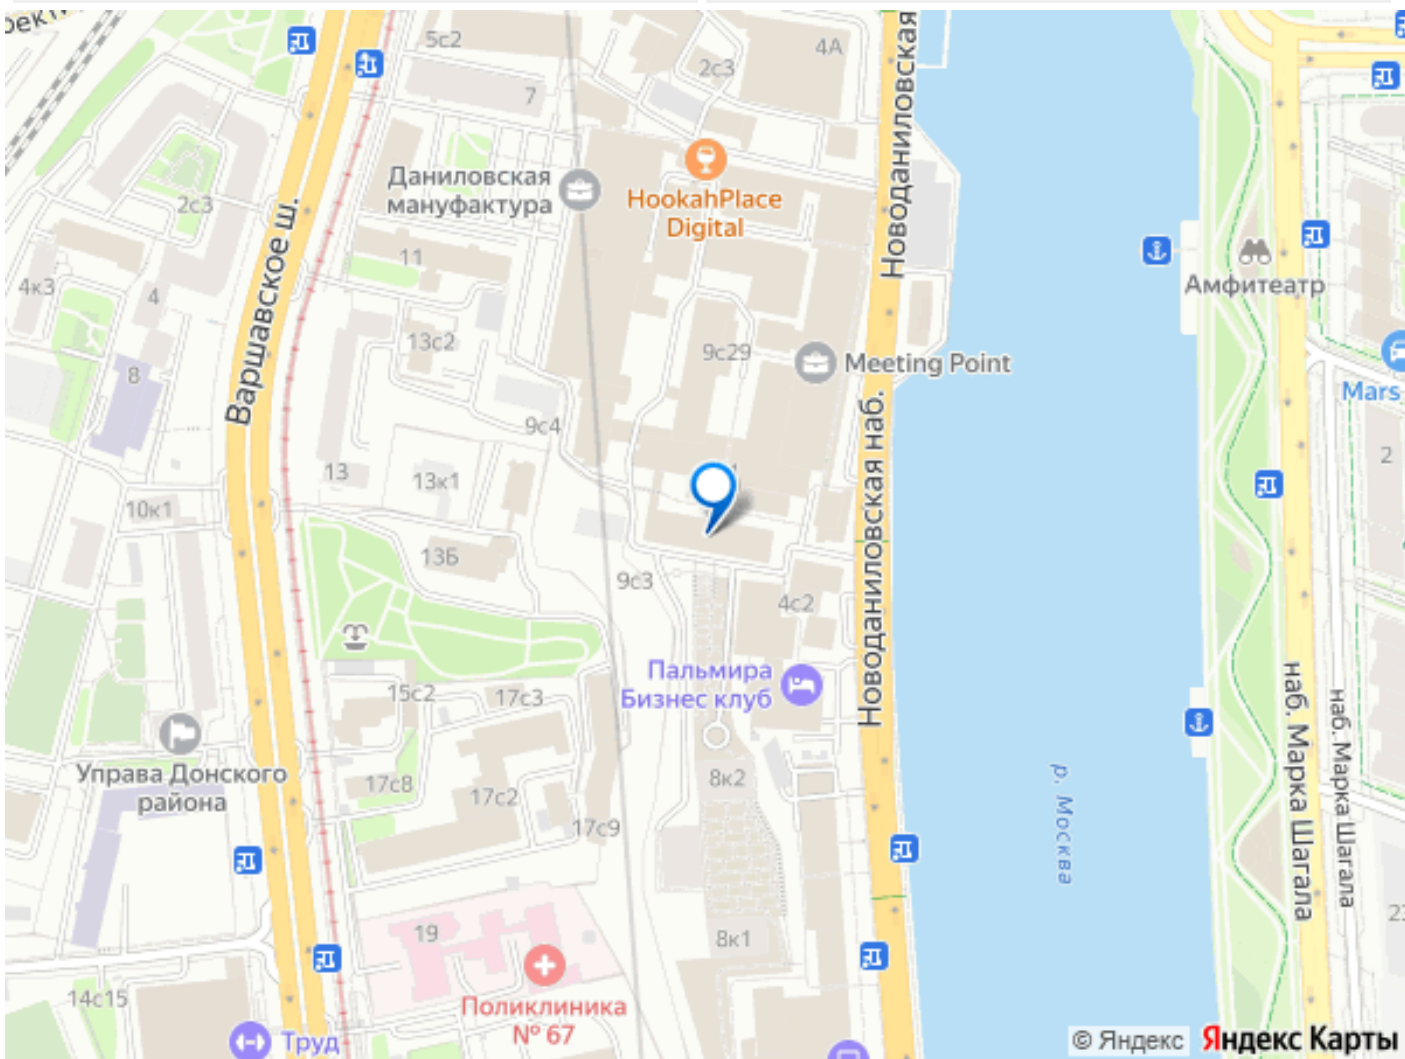 5с2
4А
2с3
7
Новоданиловская
Даниловская
мануфактура
HookahPlace
Digital
2с3
11
Амфитеатр
4к3
4
Варшавское ш.
13с2
9с29
Meeting Point
8
Mars
9с4
Новоданиловская наб.
2
13
13к1
10к1
13Б
9с3
4с2
Пальмира
Бизнес клуб
15с2
17с3
наб. Марка Шагала
наб. Марка Шагала
Управа Донского
района
17с8
17с2
8к2
р. Москва
17с9
19
8к1
14с15
Поликлиника
№ 67
Труд
© Яндекс
Яндекс Карты